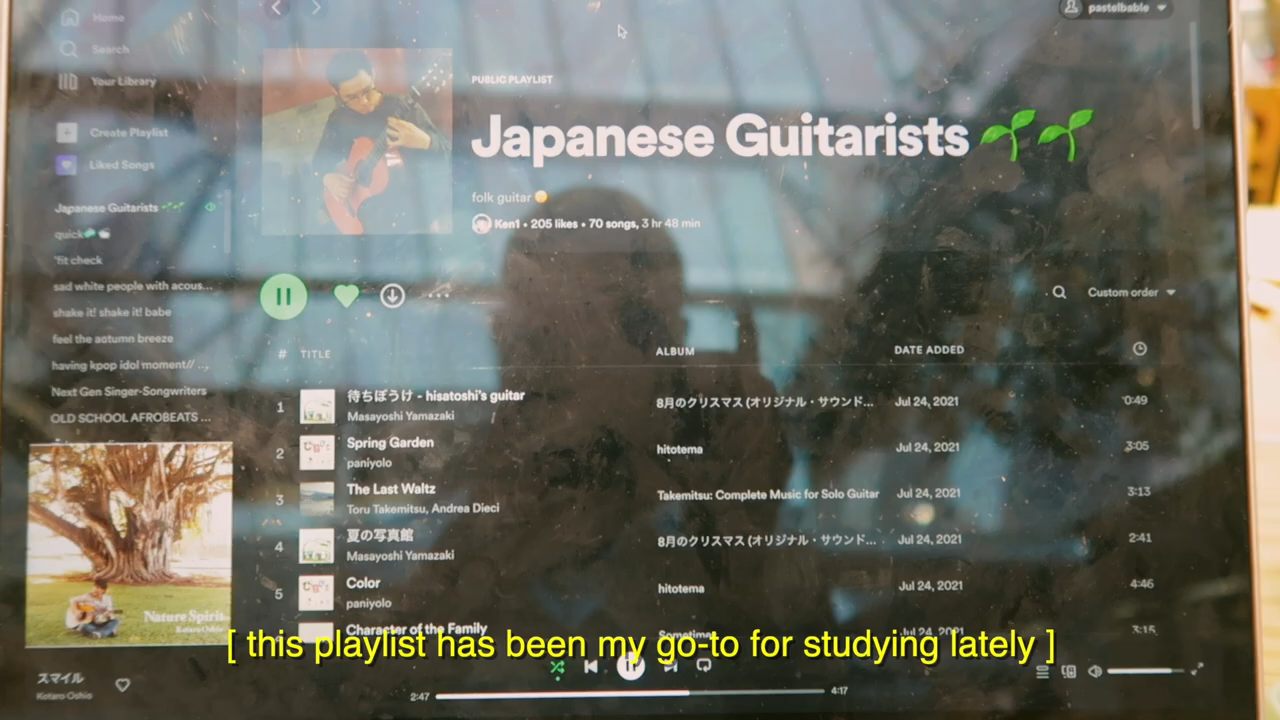 Home
Search
Your Library
Create Playlist
Liked Songs
Japanese Guitarists
quick
'fit check
sad white people with acous...
shake it! shake it! babe
feel the autumn breeze
having kpop idol moment// ...
Next Gen Singer-Songwriters
OLD SCHOOL AFROBEATS ...
Nature Spirit
Kotaro Oshio
スマイル
Kotaro Oshio
pastelbable
PUBLIC PLAYLIST
Japanese Guitarists 🌱🌱
folk guitar
Ken1 • 205 likes • 70 songs, 3 hr 48 min
Custom order
# TITLE ALBUM DATE ADDED
1 待ちぼうけ - hisatoshi's guitar 8月のクリスマス (オリジナル・サウンド... Jul 24, 2021 0:49
Masayoshi Yamazaki
2 Spring Garden hitotema Jul 24, 2021 3:05
paniyolo
3 The Last Waltz Takemitsu: Complete Music for Solo Guitar Jul 24, 2021 3:13
Toru Takemitsu, Andrea Dieci
4 夏の写真館 8月のクリスマス (オリジナル・サウンド... Jul 24, 2021 2:41
Masayoshi Yamazaki
5 Color hitotema Jul 24, 2021 4:46
paniyolo
Character of the Family Sometime Jul 24, 2021 3:15
[ this playlist has been my go-to for studying lately ]
2:47 4:17